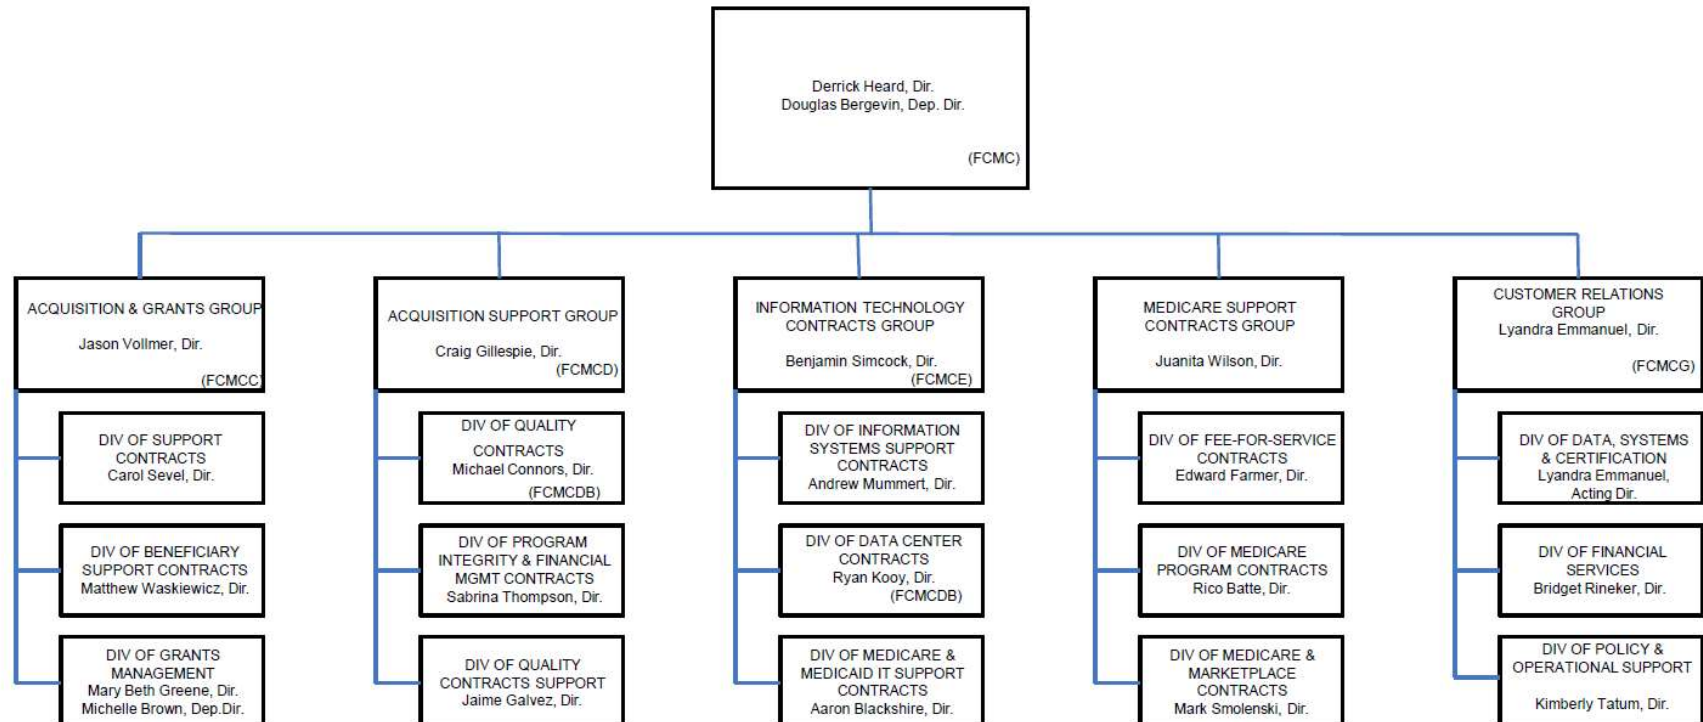 Derrick Heard, Dir.
Douglas Bergevin, Dep. Dir.
(FCMC)
ACQUISITION & GRANTS GROUP
Jason Vollmer, Dir.
(FCMCC)
DIV OF SUPPORT
CONTRACTS
Carol Sevel, Dir.
DIV OF BENEFICIARY
SUPPORT CONTRACTS
Matthew Waskiewicz, Dir.
DIV OF GRANTS
MANAGEMENT
Mary Beth Greene, Dir.
Michelle Brown, Dep.Dir.
ACQUISITION SUPPORT GROUP
Craig Gillespie, Dir.
(FCMCD)
DIV OF QUALITY
CONTRACTS
Michael Connors, Dir.
(FCMCDB)
DIV OF PROGRAM
INTEGRITY & FINANCIAL
MGMT CONTRACTS
Sabrina Thompson, Dir.
DIV OF QUALITY
CONTRACTS SUPPORT
Jaime Galvez, Dir.
INFORMATION TECHNOLOGY
CONTRACTS GROUP
Benjamin Simcock, Dir.
(FCMCE)
DIV OF INFORMATION
SYSTEMS SUPPORT
CONTRACTS
Andrew Mummert, Dir.
DIV OF DATA CENTER
CONTRACTS
Ryan Kooy, Dir.
(FCMCDB)
DIV OF MEDICARE &
MEDICAID IT SUPPORT
CONTRACTS
Aaron Blackshire, Dir.
MEDICARE SUPPORT
CONTRACTS GROUP
Juanita Wilson, Dir.
DIV OF FEE-FOR-SERVICE
CONTRACTS
Edward Farmer, Dir.
DIV OF MEDICARE
PROGRAM CONTRACTS
Rico Batte, Dir.
DIV OF MEDICARE &
MARKETPLACE
CONTRACTS
Mark Smolenski, Dir.
CUSTOMER RELATIONS
GROUP
Lyandra Emmanuel, Dir.
(FCMCG)
DIV OF DATA, SYSTEMS
& CERTIFICATION
Lyandra Emmanuel,
Acting Dir.
DIV OF FINANCIAL
SERVICES
Bridget Rineker, Dir.
DIV OF POLICY &
OPERATIONAL SUPPORT
Kimberly Tatum, Dir.